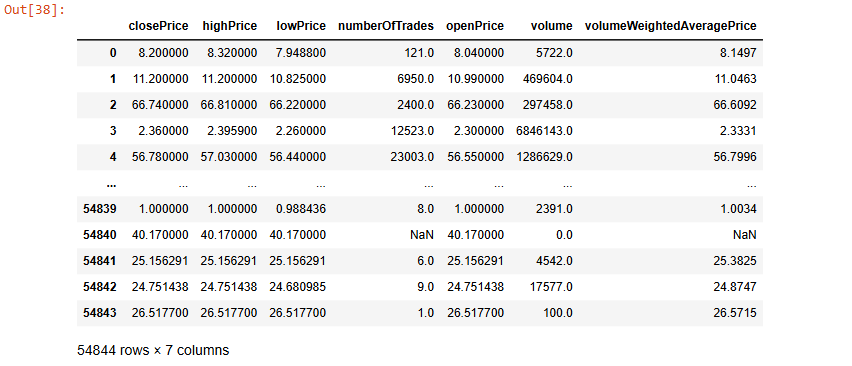 Out[38]:
closePrice highPrice lowPrice numberOfTrades openPrice volume volumeWeightedAveragePrice
0 8.200000 8.320000 7.948800 121.0 8.040000 5722.0 8.1497
1 11.200000 11.200000 10.825000 6950.0 10.990000 469604.0 11.0463
2 66.740000 66.810000 66.220000 2400.0 66.230000 297458.0 66.6092
3 2.360000 2.395900 2.260000 12523.0 2.300000 6846143.0 2.3331
4 56.780000 57.030000 56.440000 23003.0 56.550000 1286629.0 56.7996
... ... ... ... ... ... ... ...
54839 1.000000 1.000000 0.988436 8.0 1.000000 2391.0 1.0034
54840 40.170000 40.170000 40.170000 NaN 40.170000 0.0 NaN
54841 25.156291 25.156291 25.156291 6.0 25.156291 4542.0 25.3825
54842 24.751438 24.751438 24.680985 9.0 24.751438 17577.0 24.8747
54843 26.517700 26.517700 26.517700 1.0 26.517700 100.0 26.5715
54844 rows × 7 columns